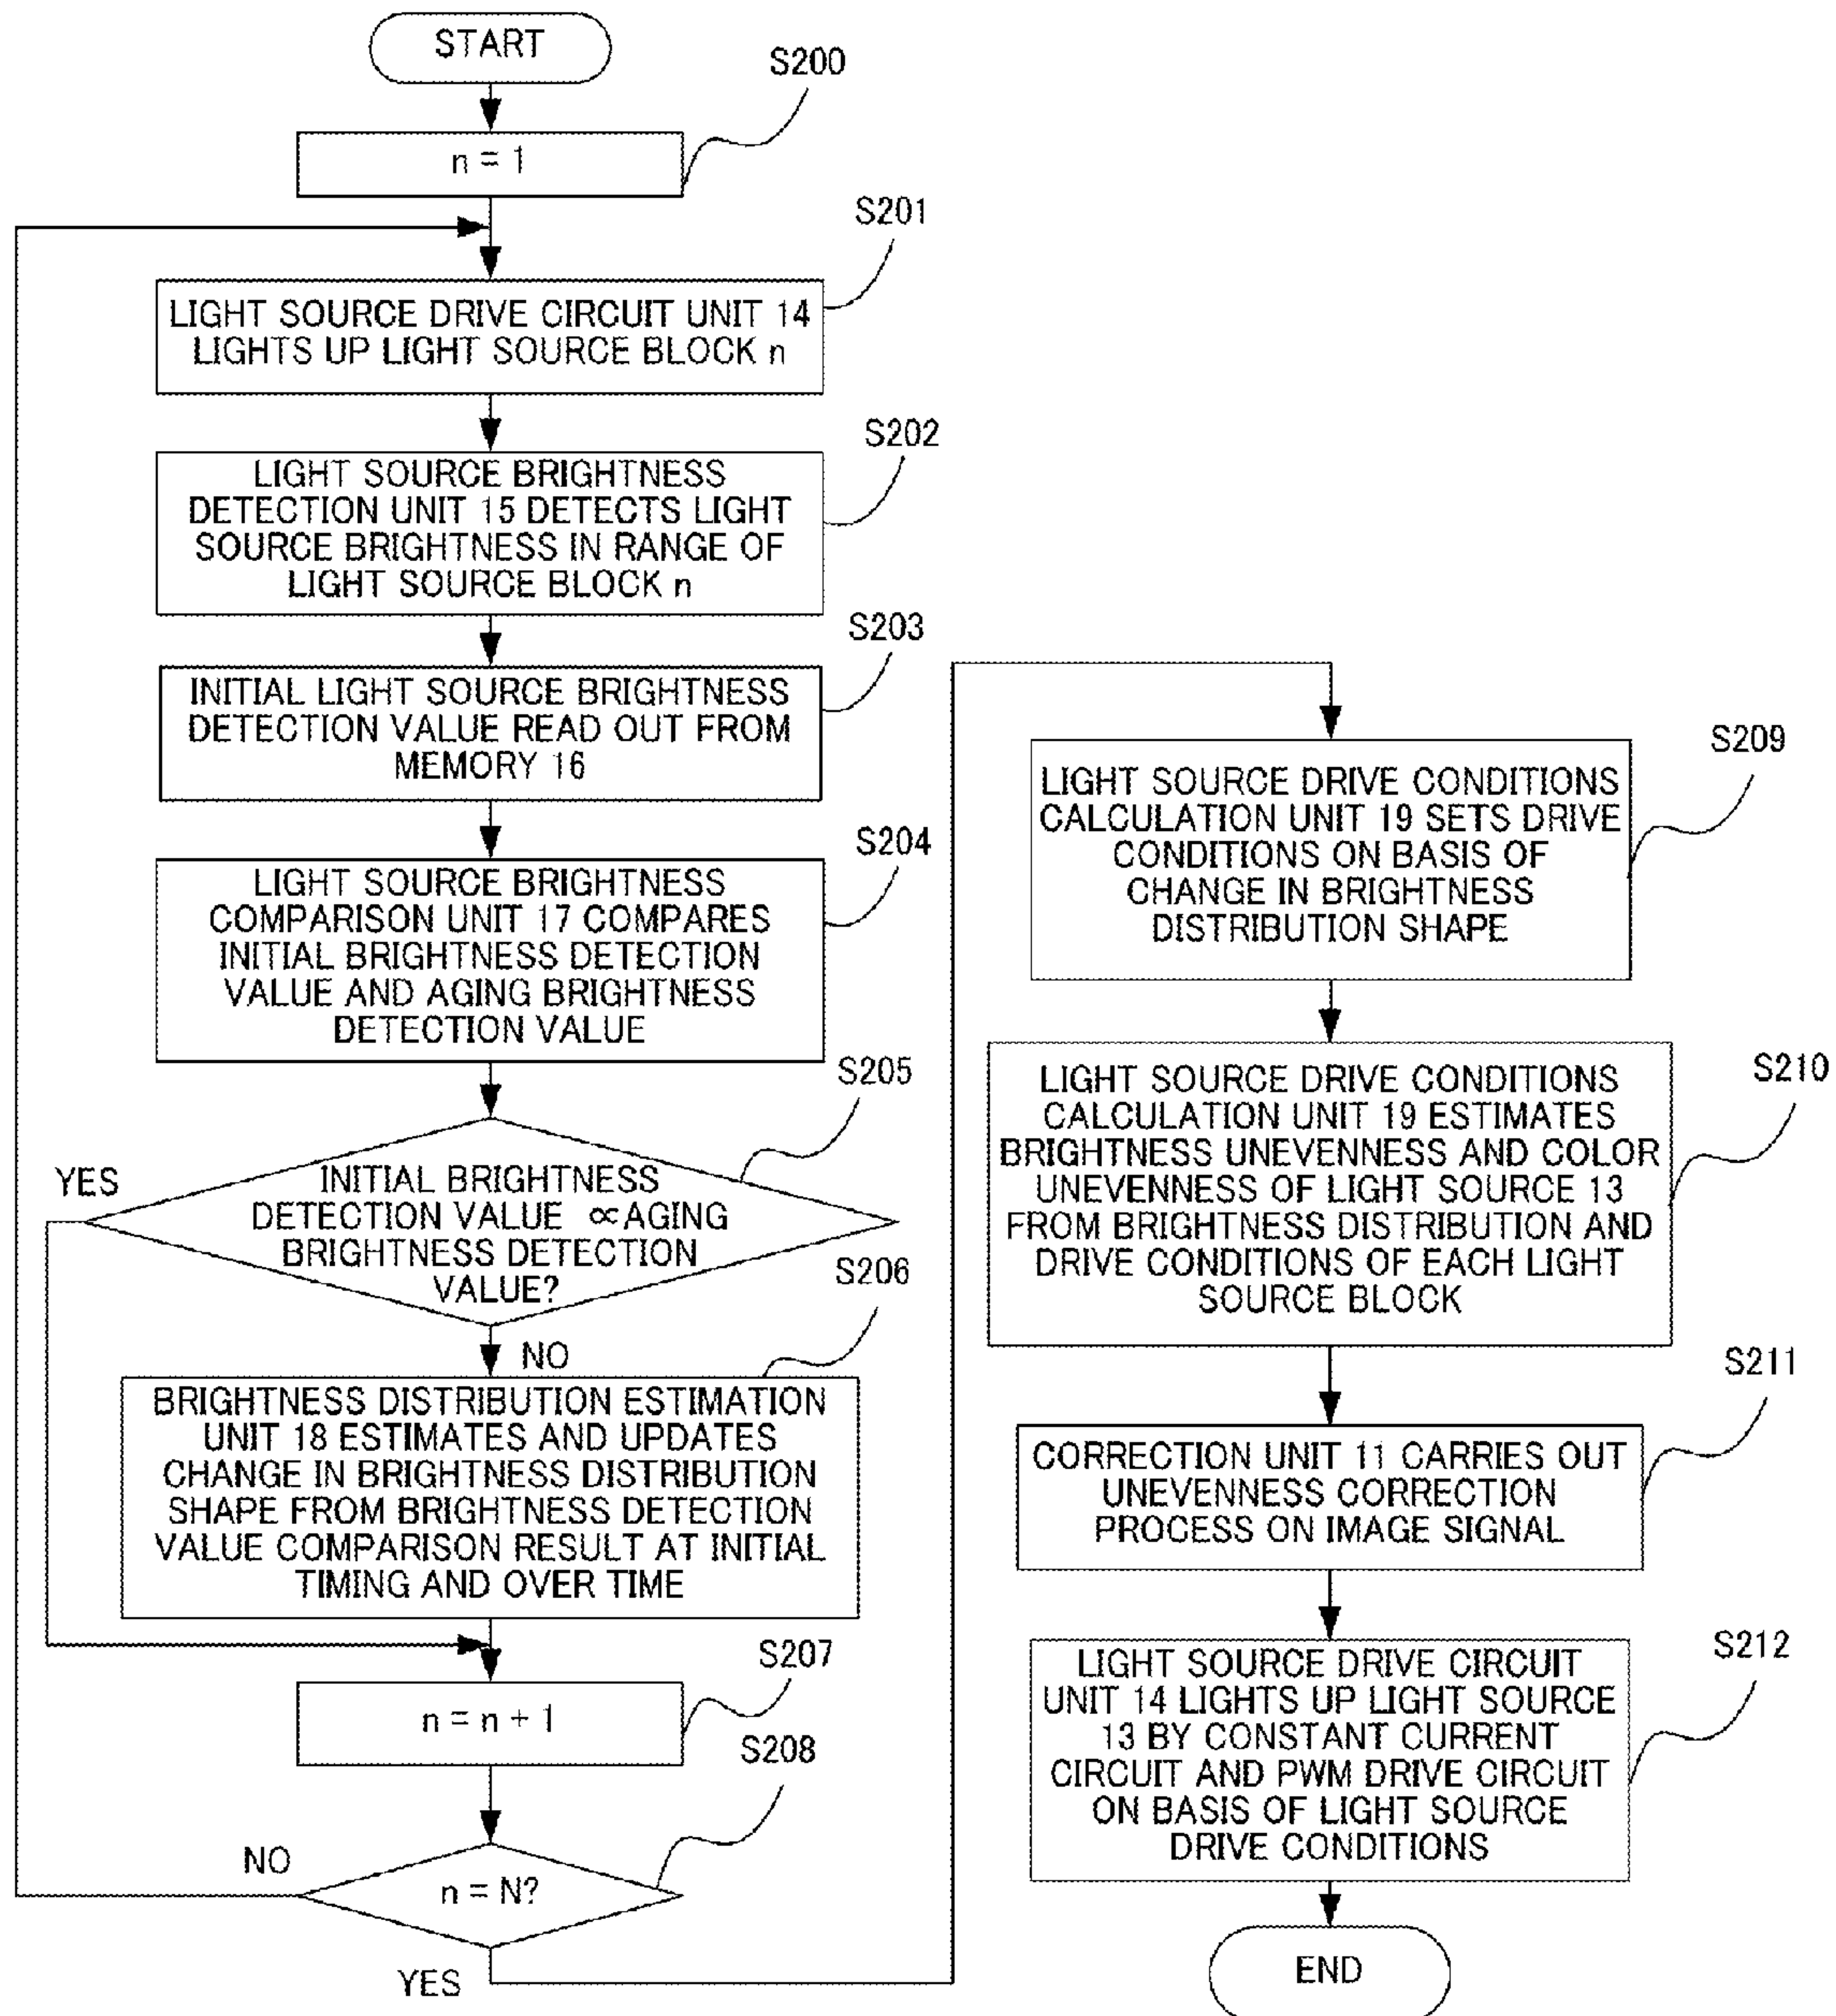 START
S200
n = 1
S201
LIGHT SOURCE DRIVE CIRCUIT UNIT 14
LIGHTS UP LIGHT SOURCE BLOCK n
S202
LIGHT SOURCE BRIGHTNESS
DETECTION UNIT 15 DETECTS LIGHT
SOURCE BRIGHTNESS IN RANGE OF
LIGHT SOURCE BLOCK n
S203
INITIAL LIGHT SOURCE BRIGHTNESS
DETECTION VALUE READ OUT FROM
MEMORY 16
S204
LIGHT SOURCE BRIGHTNESS
COMPARISON UNIT 17 COMPARES
INITIAL BRIGHTNESS DETECTION
VALUE AND AGING BRIGHTNESS
DETECTION VALUE
S205
YES
INITIAL BRIGHTNESS
DETECTION VALUE ∝AGING
BRIGHTNESS DETECTION
VALUE?
S206
NO
BRIGHTNESS DISTRIBUTION ESTIMATION
UNIT 18 ESTIMATES AND UPDATES
CHANGE IN BRIGHTNESS DISTRIBUTION
SHAPE FROM BRIGHTNESS DETECTION
VALUE COMPARISON RESULT AT INITIAL
TIMING AND OVER TIME
S207
n = n + 1
S208
NO
n = N?
YES
S209
LIGHT SOURCE DRIVE CONDITIONS
CALCULATION UNIT 19 SETS DRIVE
CONDITIONS ON BASIS OF
CHANGE IN BRIGHTNESS
DISTRIBUTION SHAPE
S210
LIGHT SOURCE DRIVE CONDITIONS
CALCULATION UNIT 19 ESTIMATES
BRIGHTNESS UNEVENNESS AND COLOR
UNEVENNESS OF LIGHT SOURCE 13
FROM BRIGHTNESS DISTRIBUTION AND
DRIVE CONDITIONS OF EACH LIGHT
SOURCE BLOCK
S211
CORRECTION UNIT 11 CARRIES OUT
UNEVENNESS CORRECTION
PROCESS ON IMAGE SIGNAL
S212
LIGHT SOURCE DRIVE CIRCUIT
UNIT 14 LIGHTS UP LIGHT SOURCE
13 BY CONSTANT CURRENT
CIRCUIT AND PWM DRIVE CIRCUIT
ON BASIS OF LIGHT SOURCE
DRIVE CONDITIONS
END